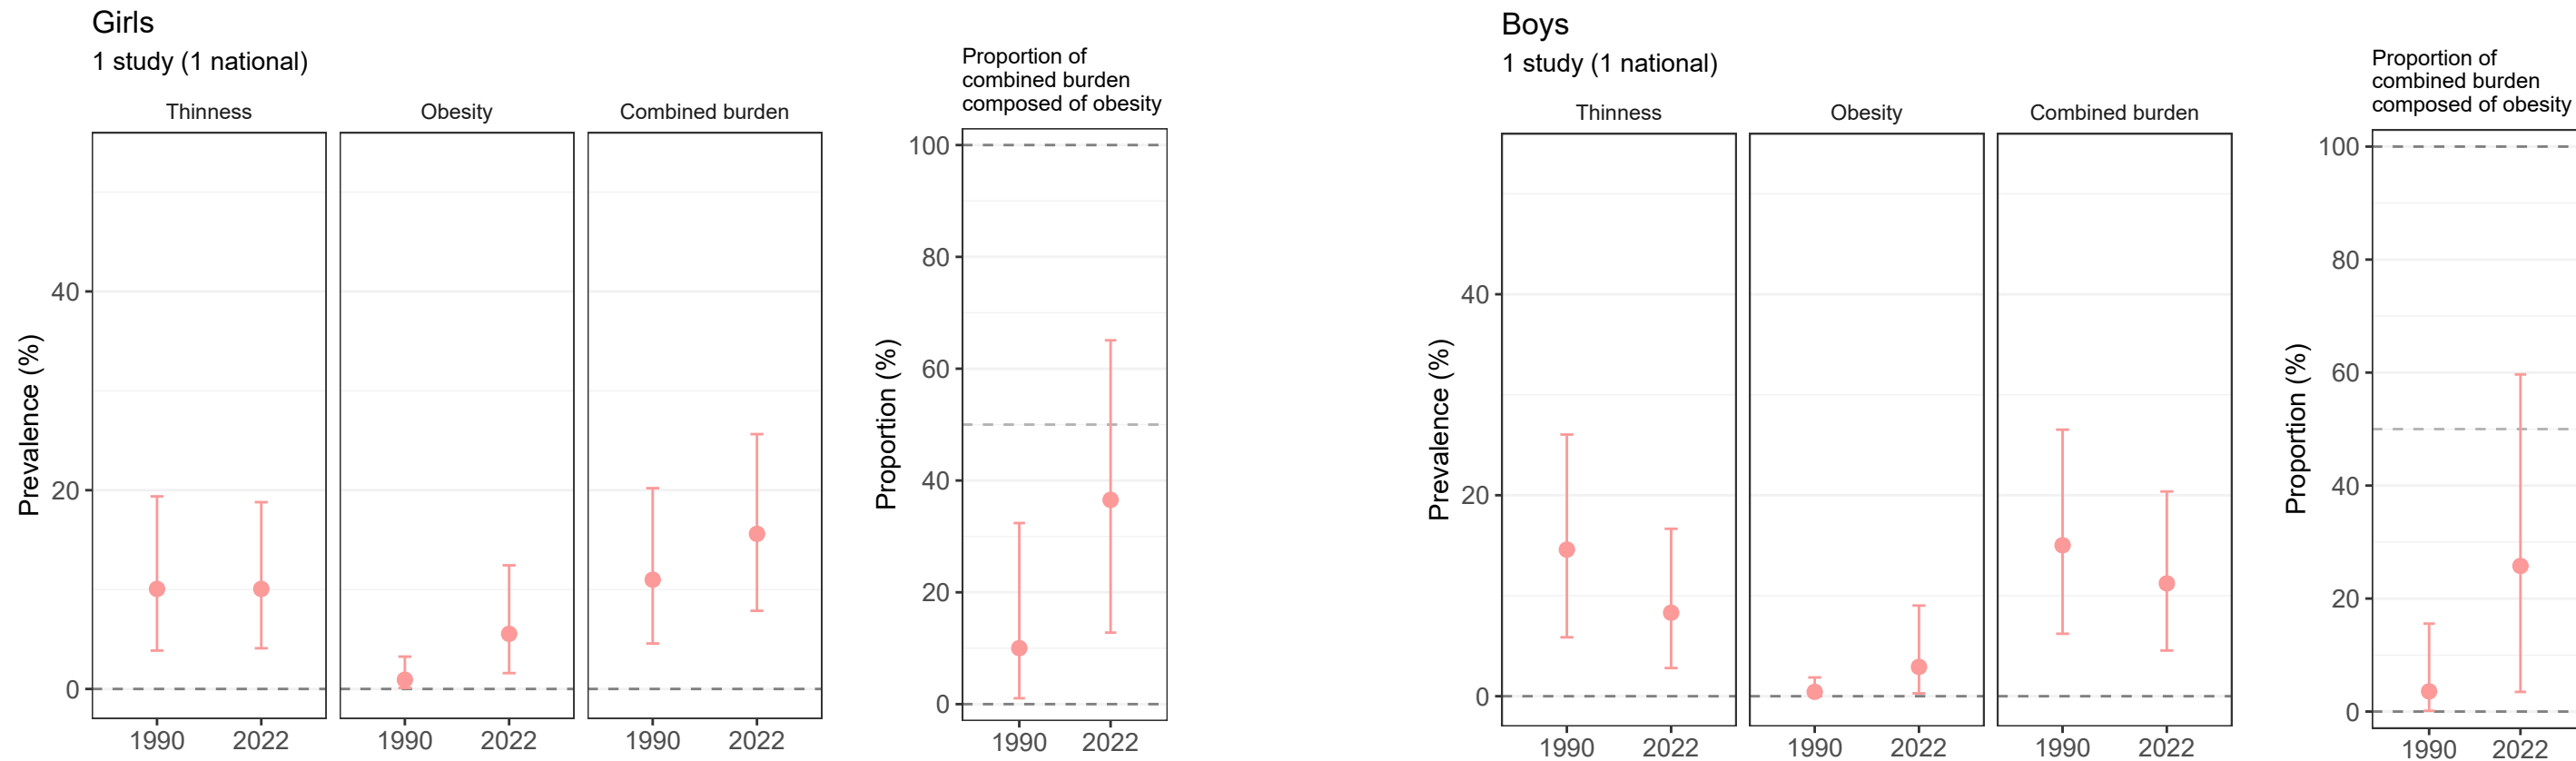 Girls
1 study (1 national)
Thinness
Obesity
Combined burden
Prevalence (%)
40
20
0
1990 2022
1990 2022
1990 2022
Proportion of
combined burden
composed of obesity
Proportion (%)
100
80
60
40
20
0
1990 2022
Boys
1 study (1 national)
Thinness
Obesity
Combined burden
Prevalence (%)
40
20
0
1990 2022
1990 2022
1990 2022
Proportion of
combined burden
composed of obesity
Proportion (%)
100
80
60
40
20
0
1990 2022